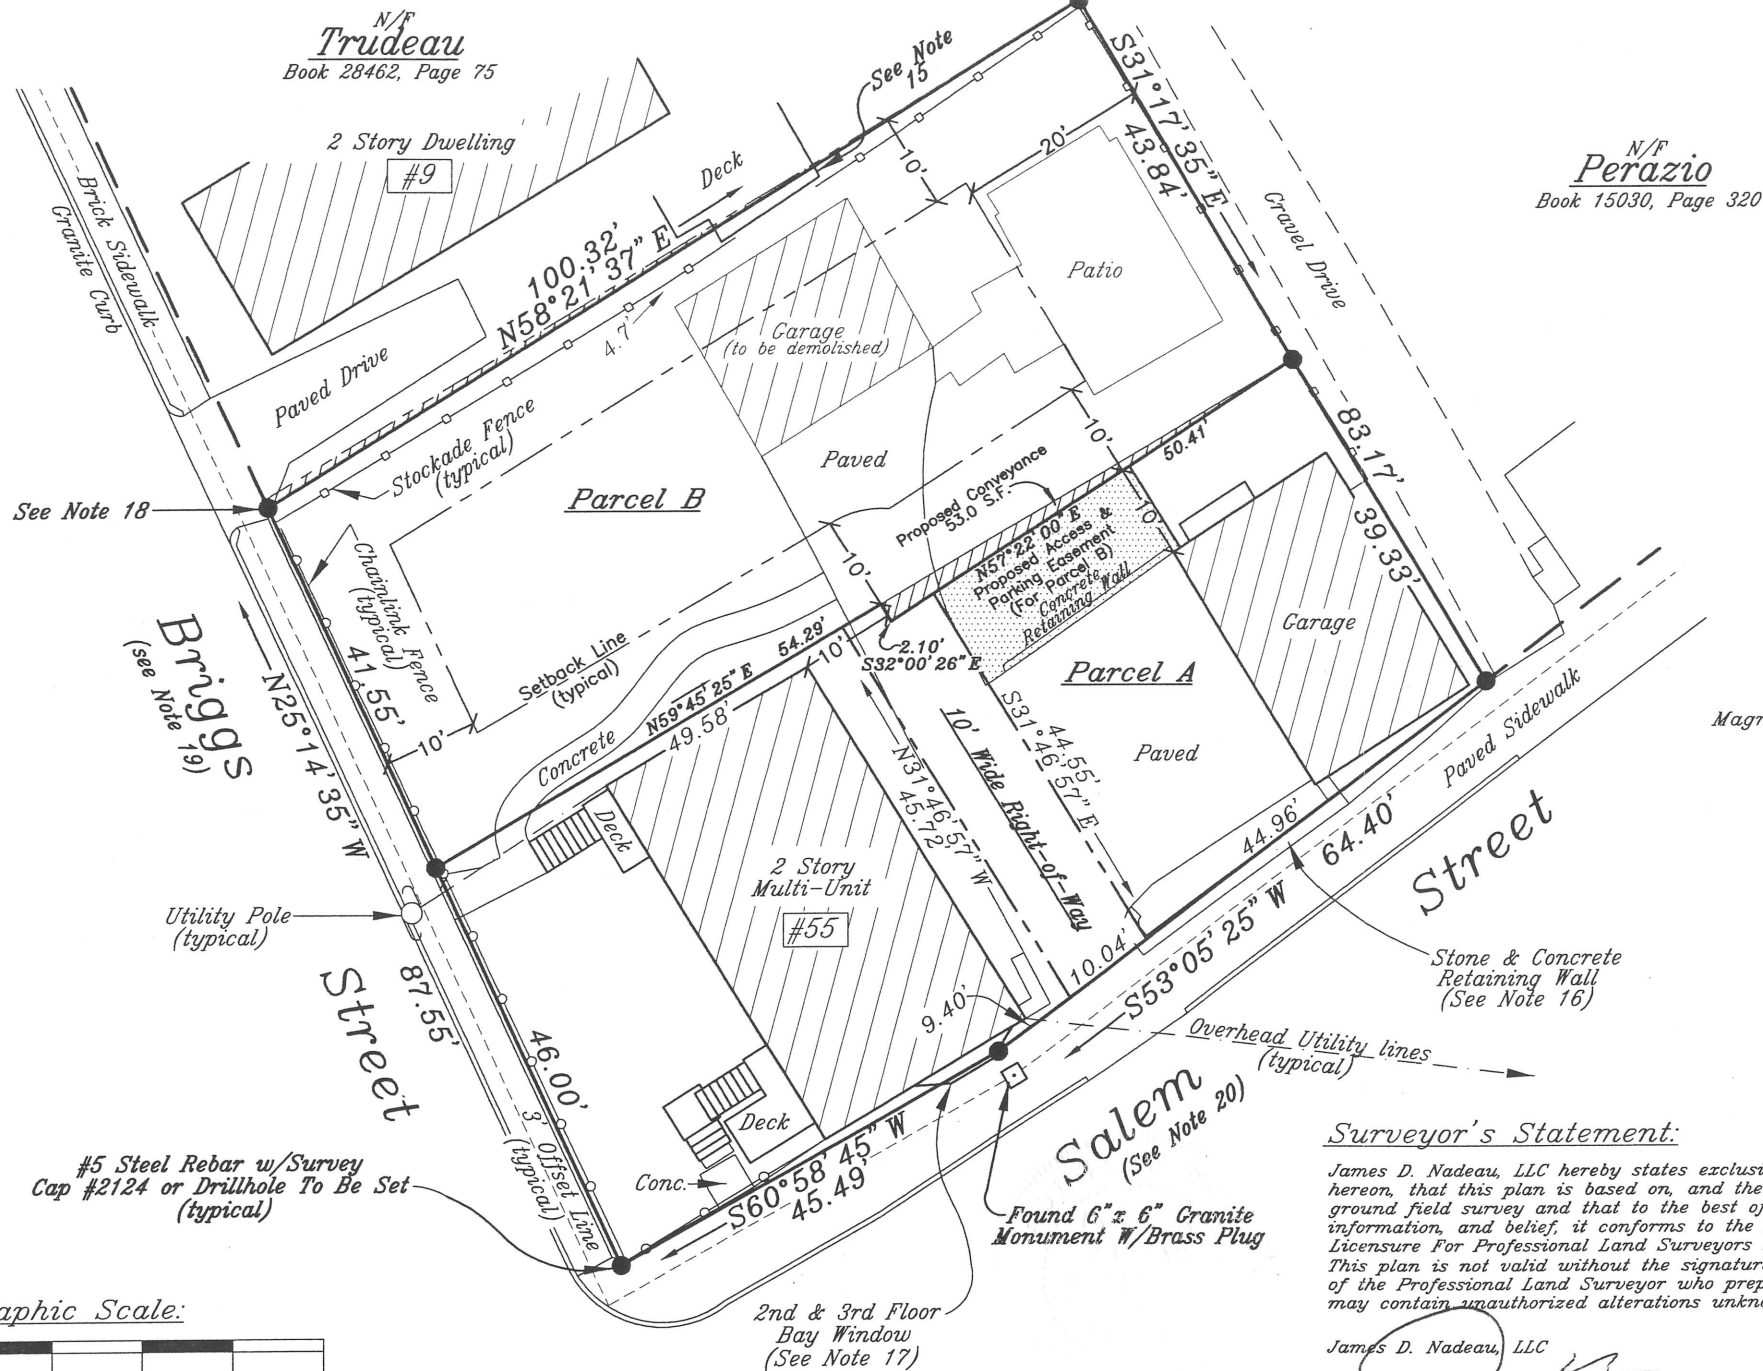 N/F
Trudeau
Book 28462, Page 75
2 Story Dwelling
#9
Deck
See Note
15
10'
20'
S31°17'35" E
43.84'
N/F
Perazio
Book 15030, Page 320
Gravel Drive
Brick Sidewalk
Granite Curb
Paved Drive
100.32'
N58°21'37" E
4.7'
Garage
(to be demolished)
Patio
Stockade Fence
(typical)
Paved
Parcel B
See Note 18
Chainlink Fence
(typical)
41.55'
10'
Setback Line
(typical)
10'
10'
Proposed Conveyance
53.0 S.F.
50.41'
N57°22'00" E
Proposed Access &
Parking Easement
(For Parcel B)
Concrete
Retaining Wall
10'
83.17'
39.33'
Garage
Briggs
(see Note 19)
N25°14'35" W
Concrete
N59°45'25" E
54.29'
49.58'
10'
2.10'
S32°00'26" E
Parcel A
Paved
S31°46'57" E
44.55'
10' Wide Right-of-Way
N31°46'57" W
45.72'
Deck
2 Story
Multi-Unit
#55
Utility Pole
(typical)
Street
87.55'
46.00'
3' Offset Line
(typical)
Paved Sidewalk
Magr
44.96'
64.40'
Street
10.04'
9.40'
S53°05'25" W
Stone & Concrete
Retaining Wall
(See Note 16)
Overhead Utility lines
(typical)
Salem
(See Note 20)
Deck
Conc.
S60°58'45" W
45.49'
#5 Steel Rebar w/Survey
Cap #2124 or Drillhole To Be Set
(typical)
Found 6"x 6" Granite
Monument W/Brass Plug
2nd & 3rd Floor
Bay Window
(See Note 17)
aphic Scale:
Surveyor's Statement:
James D. Nadeau, LLC hereby states exclusi
hereon, that this plan is based on, and the
ground field survey and that to the best of
information, and belief, it conforms to the
Licensure For Professional Land Surveyors
This plan is not valid without the signatur
of the Professional Land Surveyor who prep
may contain unauthorized alterations unkn
James D. Nadeau, LLC